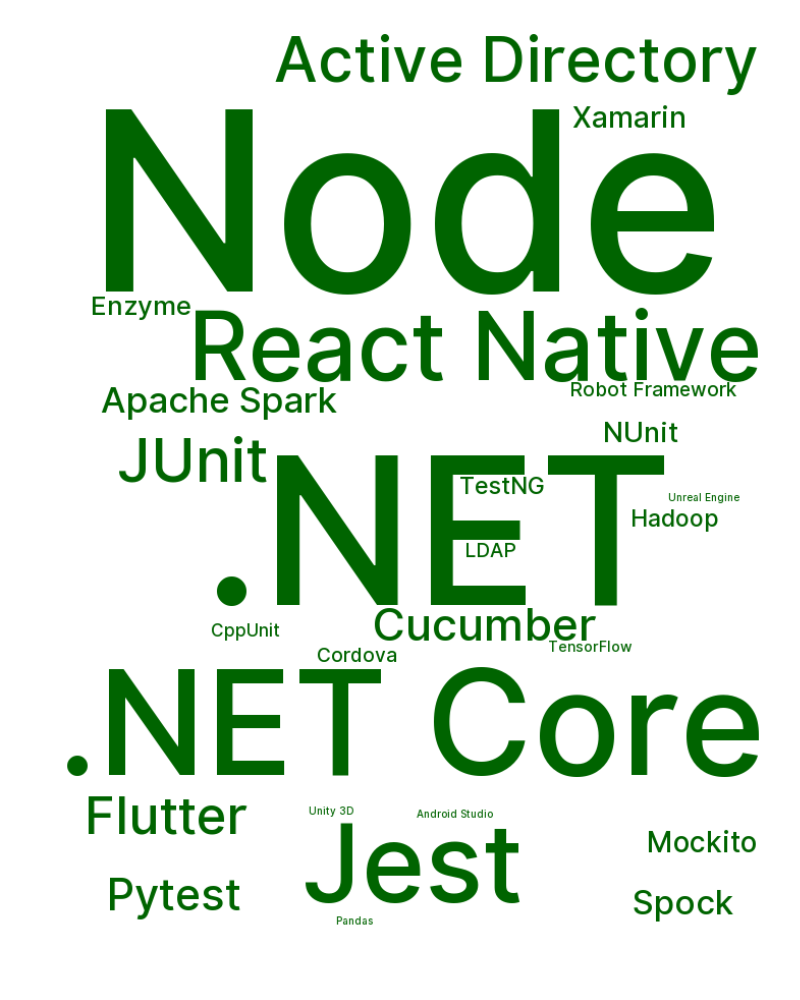 Active Directory
Xamarin
Node
Enzyme
React Native
Robot Framework
Apache Spark
NUnit
JUnit
TestNG
Unreal Engine
Hadoop
.NET
LDAP
Cucumber
CppUnit
TensorFlow
Cordova
.NET Core
Flutter
Unity 3D
Android Studio
Jest
Mockito
Pytest
Spock
Pandas